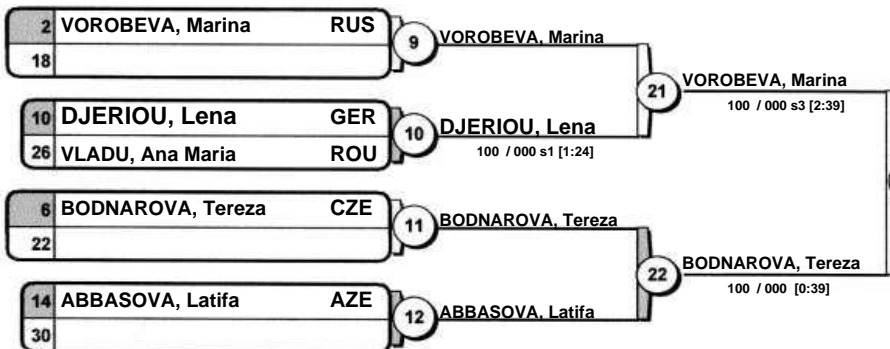 2 VOROBEVA, Marina RUS
18
9 VOROBEVA, Marina
10 DJERIOU, Lena GER
26 VLADU, Ana Maria ROU
10 DJERIOU, Lena
100 / 000 s1 [1:24]
21 VOROBEVA, Marina
100 / 000 s3 [2:39]
6 BODNAROVA, Tereza CZE
22
11 BODNAROVA, Tereza
14 ABBASOVA, Latifa AZE
30
12 ABBASOVA, Latifa
22 BODNAROVA, Tereza
100 / 000 [0:39]